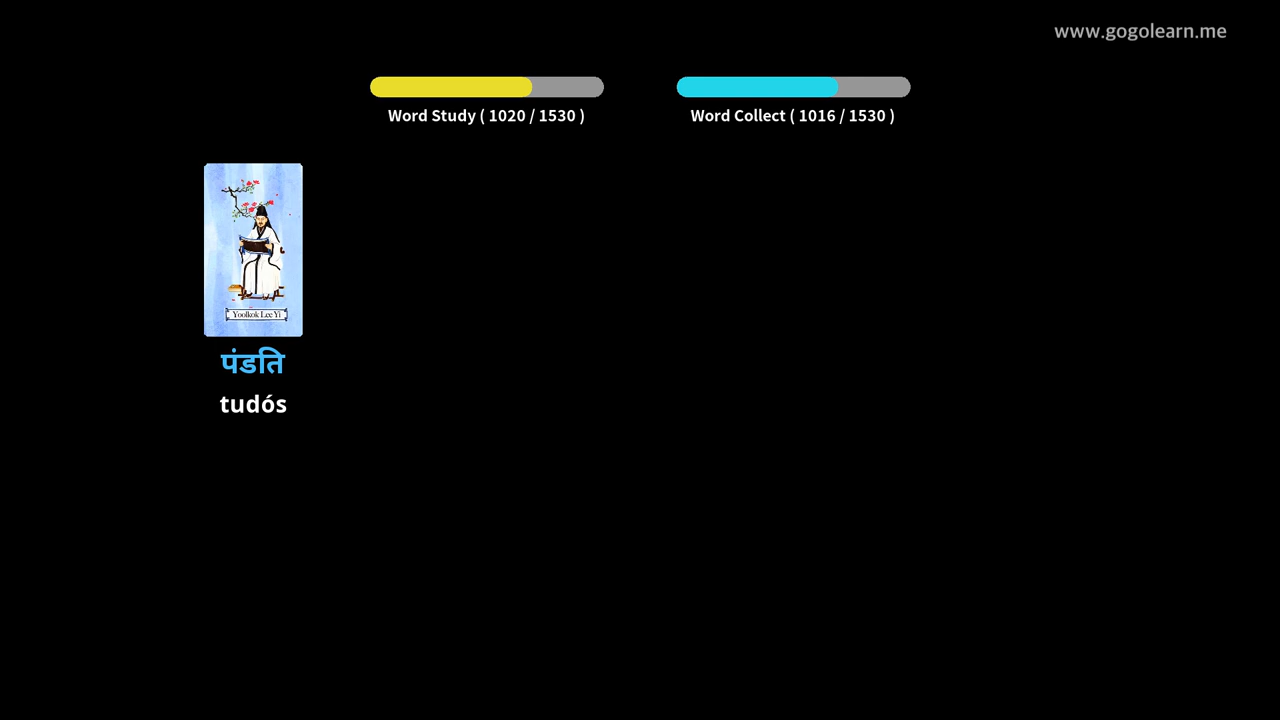 www.gogolearn.me
Word Study ( 1020 / 1530 )
Word Collect ( 1016 / 1530 )
Yoolkok Lee Yi
पंडति
tudós